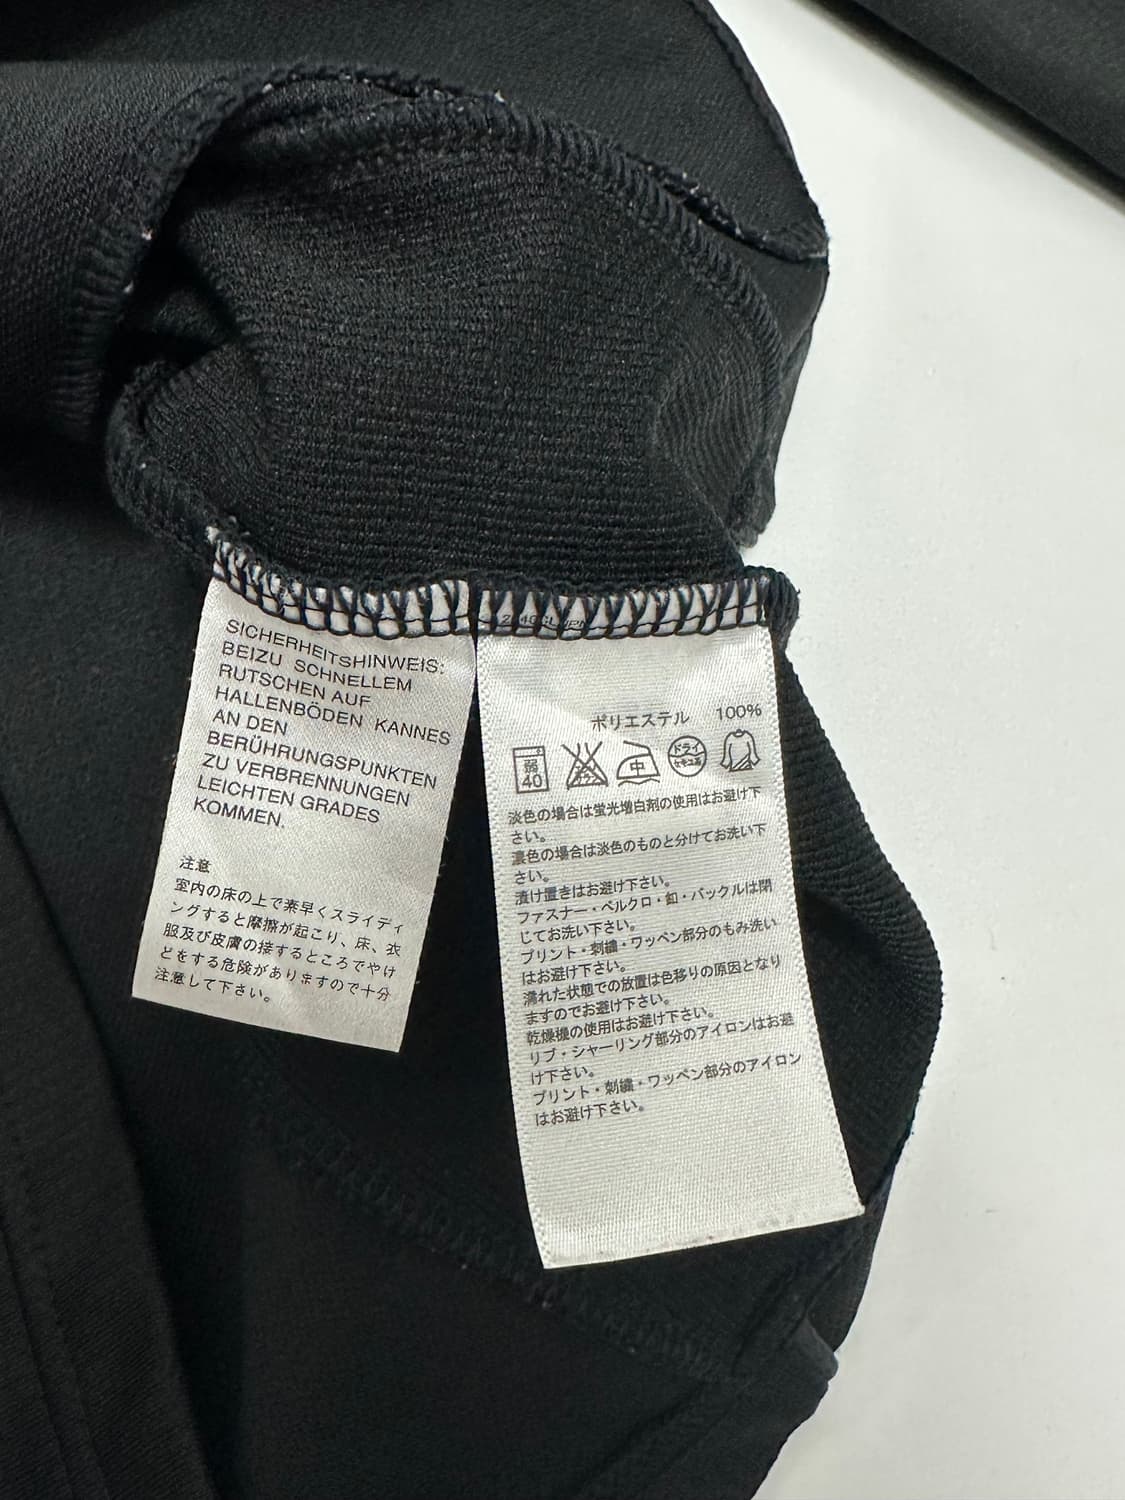 SICHERHEITSHINWEIS:
BEIZU SCHNELLEM
RUTSCHEN AUF
HALLENBÖDEN KANNES
AN DEN
BERÜHRUNGSPUNKTEN
ZU VERBRENNUNGEN
LEICHTEN GRADES
KOMMEN.
注意
室内の床の上で素早くスライディ
ングすると摩擦が起こり、床、衣
服及び皮膚の接するところでやけ
どをする危険がありますので十分
注意して下さい。
ポリエステル 100%
弱
40
中
ドライ
セキユ系
淡色の場合は蛍光増白剤の使用はお避け下
さい。
濃色の場合は淡色のものと分けてお洗い下
さい。
漬け置きはお避け下さい。
ファスナー・ベルクロ・釦・バックルは閉
じてお洗い下さい。
プリント・刺繍・ワッペン部分のもみ洗い
はお避け下さい。
濡れた状態での放置は色移りの原因となり
ますのでお避け下さい。
乾燥機の使用はお避け下さい。
リブ・シャーリング部分のアイロンはお避
け下さい。
プリント・刺繍・ワッペン部分のアイロン
はお避け下さい。